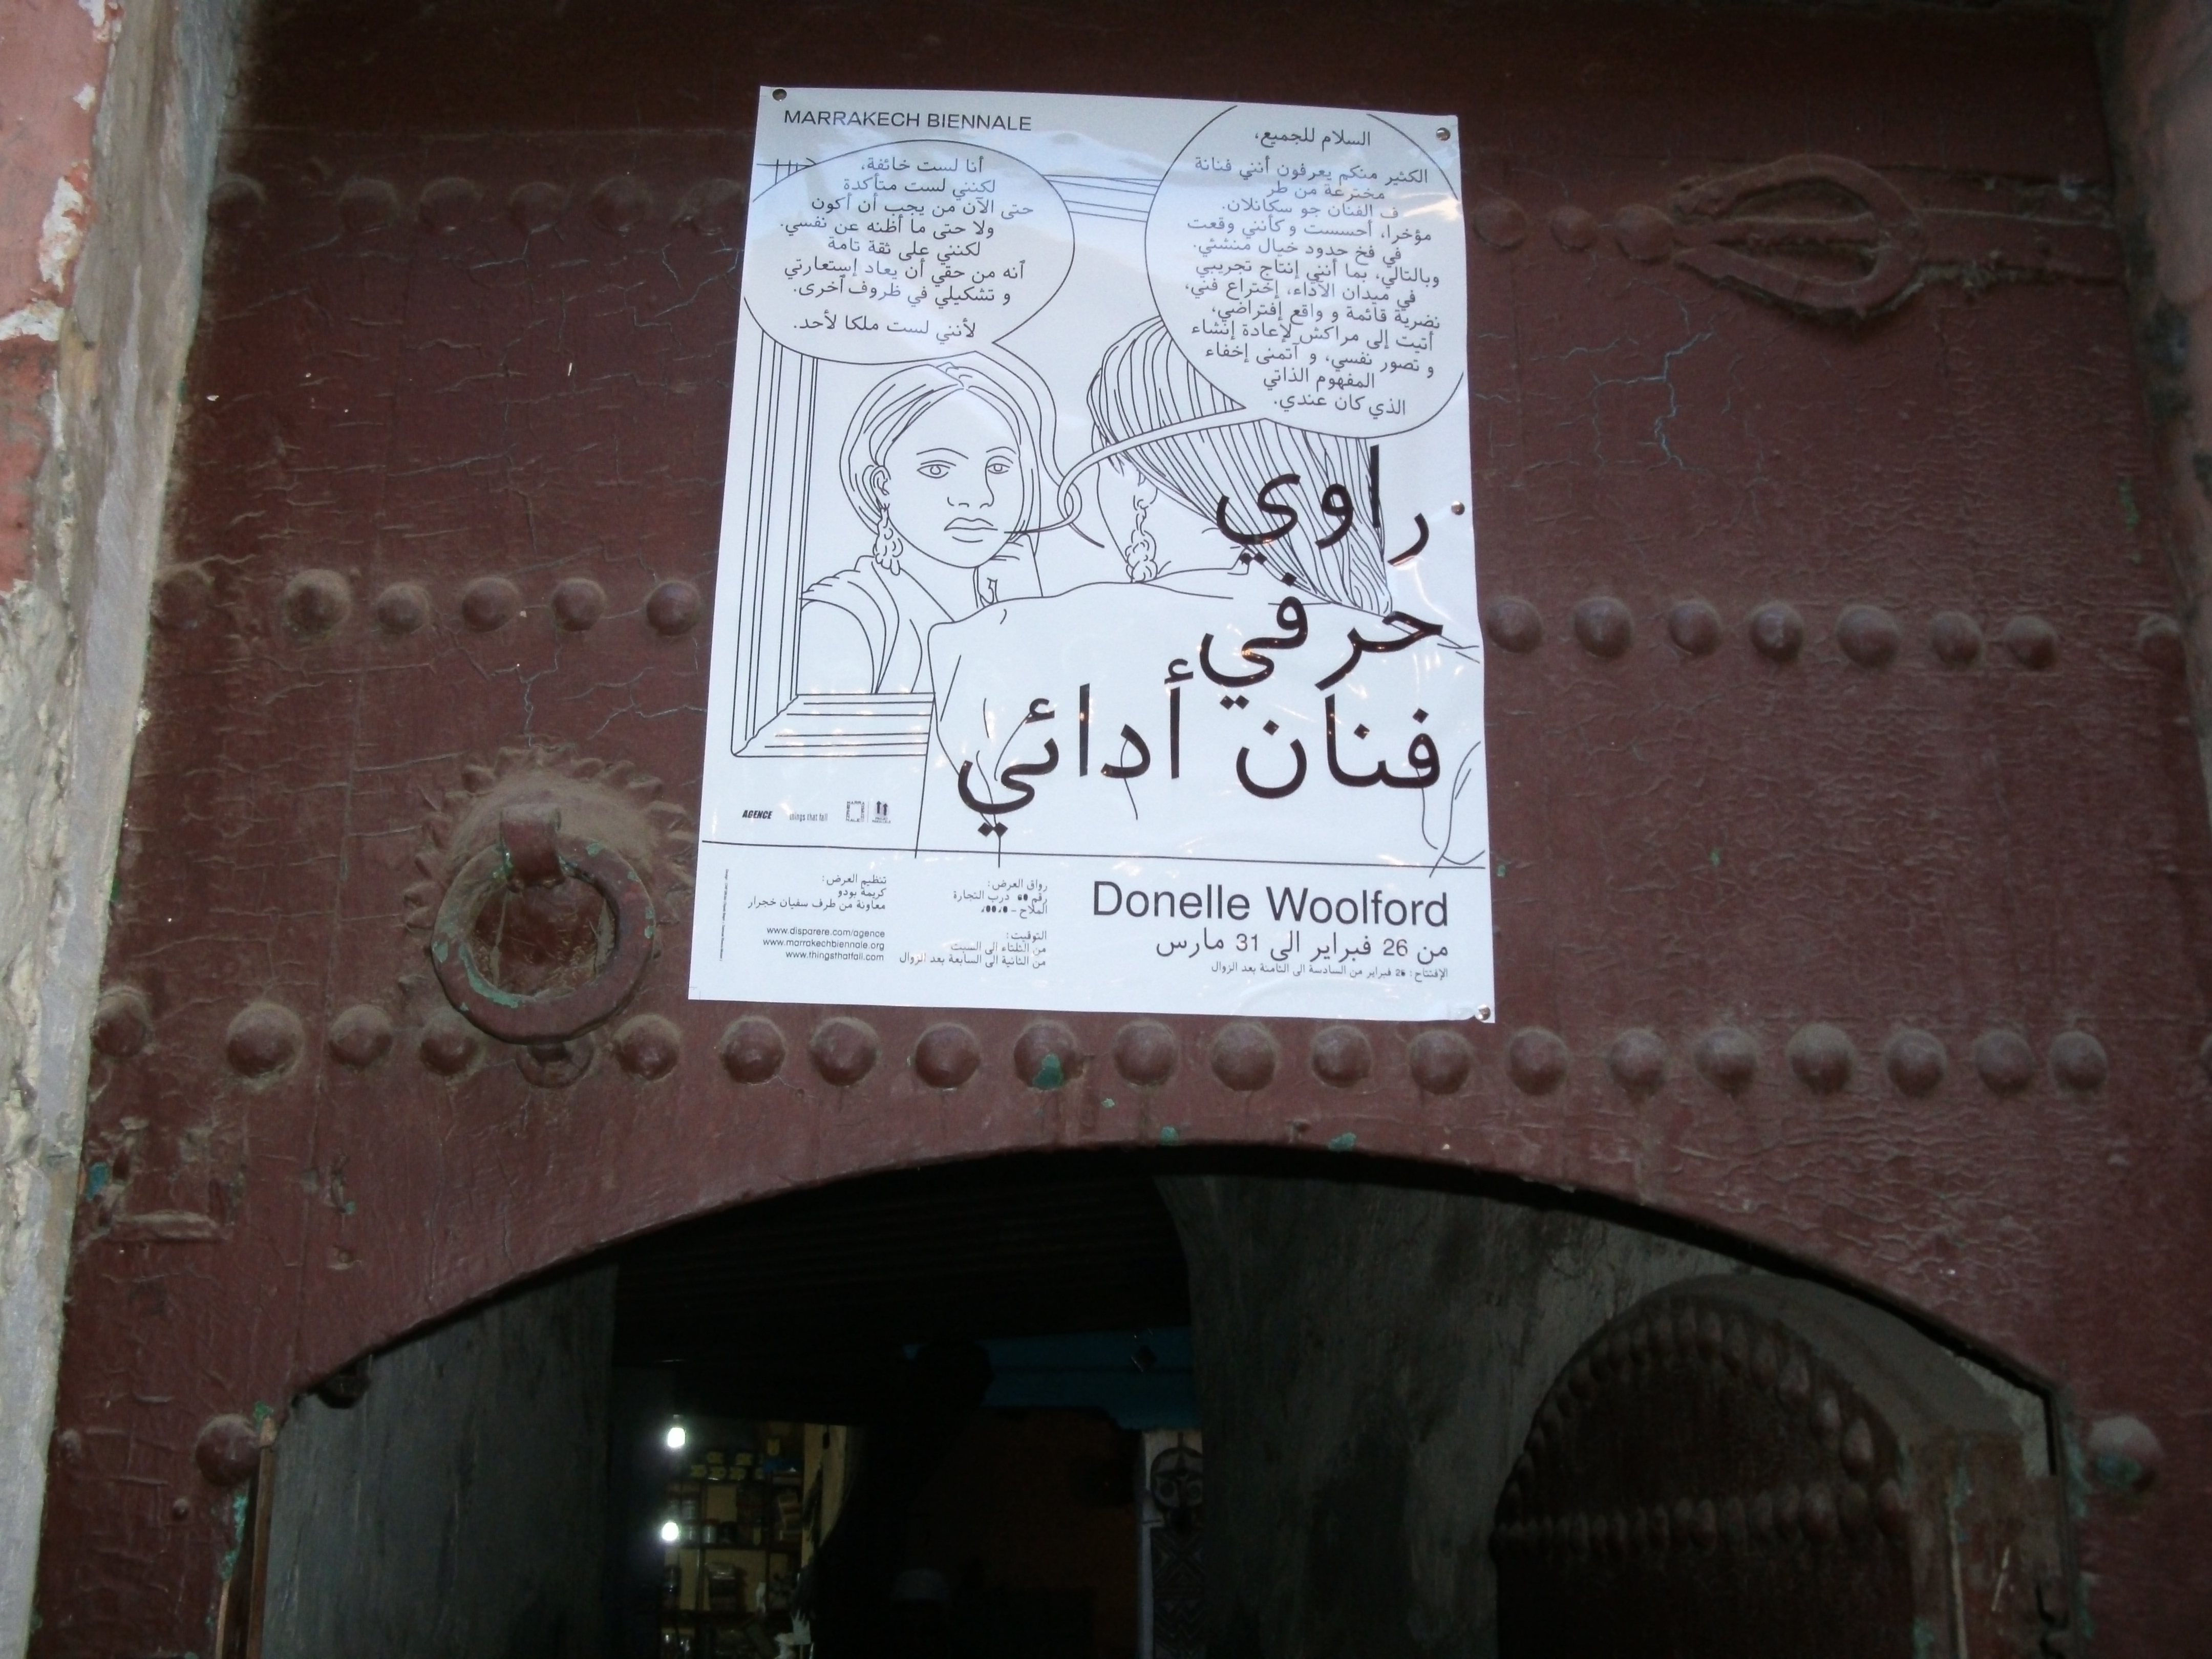 MARRAKECH BIENNALE
السلام للجميع،
الكثير منكم يعرفون أنني فنانة
مخترعة من طر
ف الفنان جو سكانلان.
مؤخرا، أحسست و كأنني وقعت
في فخ حدود خيال منشئي.
وبالتالي، بما أنني إنتاج تجريبي
في ميدان الأداء، إختراع فني،
نضرية قائمة و واقع إفتراضي،
أتيت إلى مراكش لإعادة إنشاء
و تصور نفسي، و أتمنى إخفاء
المفهوم الذاتي
الذي كان عندي.
أنا لست خائفة،
لكنني لست متأكدة
حتى الآن من يجب أن أكون
ولا حتى ما أظنه عن نفسي.
لكنني على ثقة تامة
أنه من حقي أن يعاد إستعارتي
و تشكيلي في ظروف أخرى.
لأنني لست ملكا لأحد.
راوي
حرفي
فنان أدائي
AGENCE
things that fall
Donelle Woolford
من 26 فبراير الى 31 مارس
الإفتتاح: 26 فبراير من السادسة الى الثامنة بعد الزوال
رواق العرض:
رقم درب التجارة
الملاح -
التوقيت:
من الثلثاء الى السبت
من الثانية الى السابعة بعد الزوال
تنظيم العرض:
كريمة بودو
معاونة من طرف سفيان خجرار
www.disparere.com/agence
www.marrakechbiennale.org
www.thingsthatfall.com